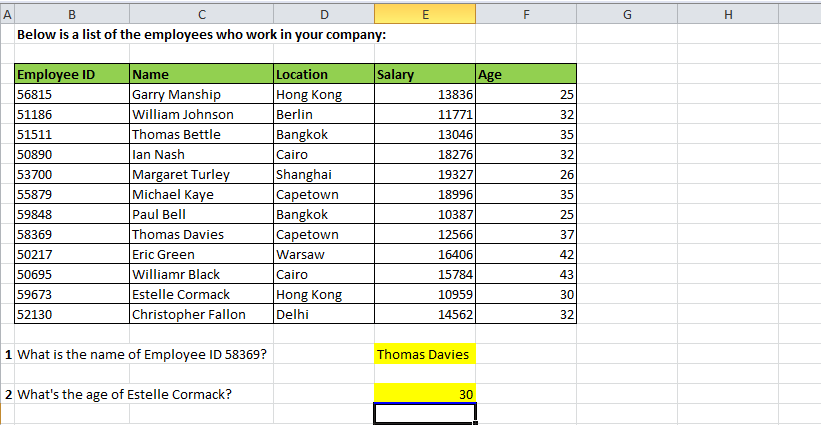 A B C D E F G H
Below is a list of the employees who work in your company:
Employee ID Name Location Salary Age
56815 Garry Manship Hong Kong 13836 25
51186 William Johnson Berlin 11771 32
51511 Thomas Bettle Bangkok 13046 35
50890 Ian Nash Cairo 18276 32
53700 Margaret Turley Shanghai 19327 26
55879 Michael Kaye Capetown 18996 35
59848 Paul Bell Bangkok 10387 25
58369 Thomas Davies Capetown 12566 37
50217 Eric Green Warsaw 16406 42
50695 Williamr Black Cairo 15784 43
59673 Estelle Cormack Hong Kong 10959 30
52130 Christopher Fallon Delhi 14562 32
1 What is the name of Employee ID 58369? Thomas Davies
2 What's the age of Estelle Cormack? 30